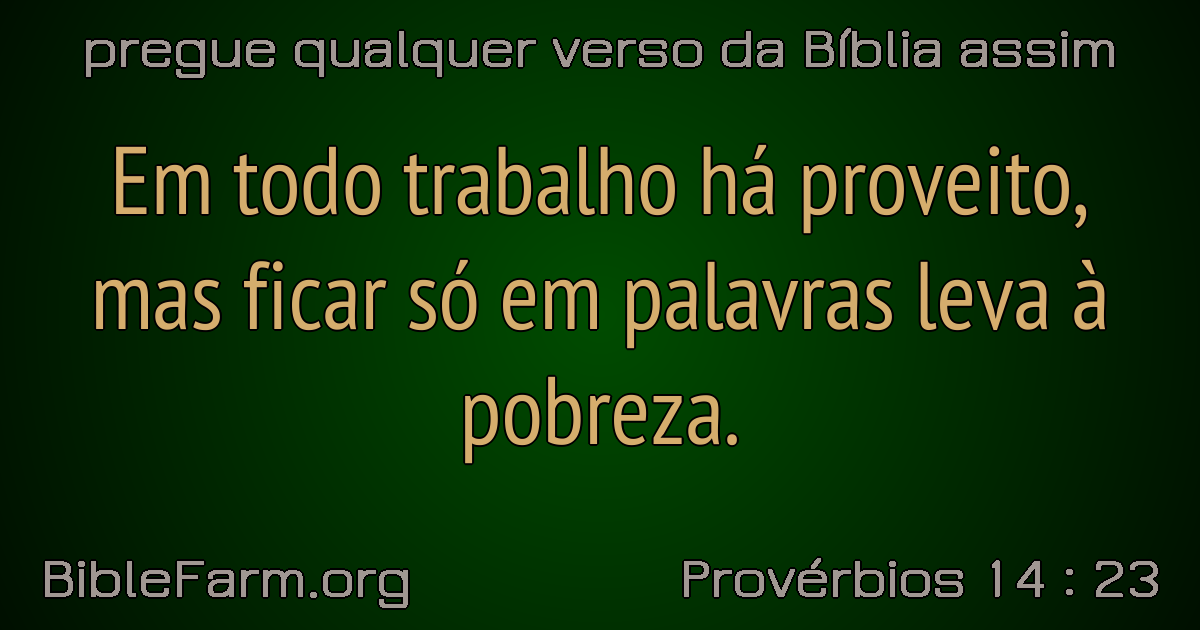 pregue qualquer verso da Bíblia assim
Em todo trabalho há proveito,
mas ficar só em palavras leva à
pobreza.
BibleFarm.org
Provérbios 14 : 23